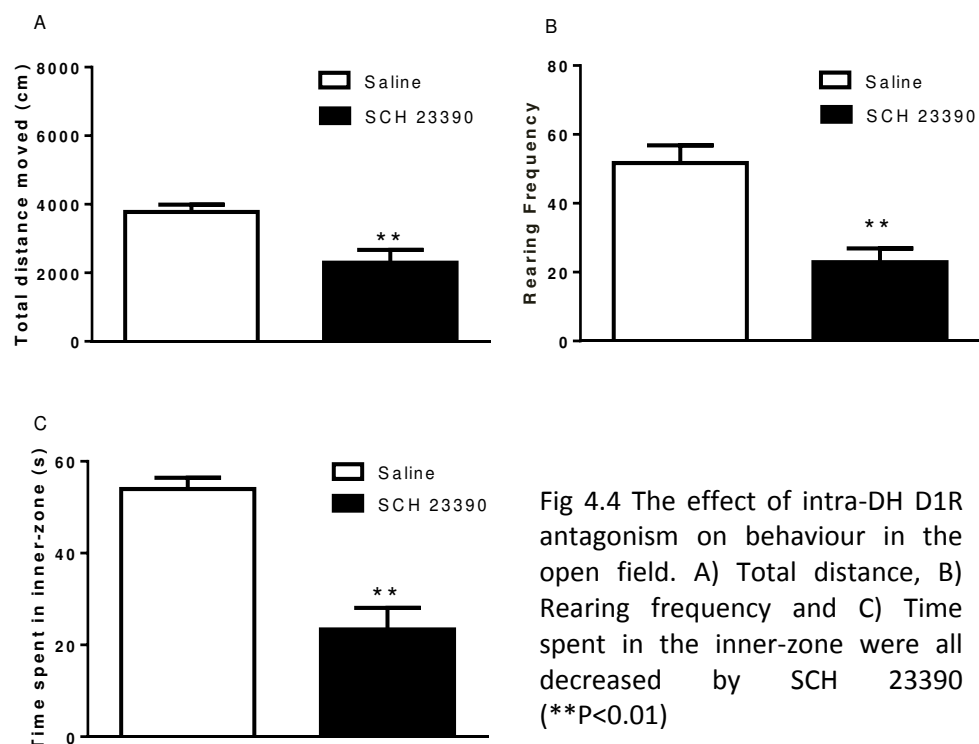 A
Total distance moved (cm)
8000
6000
4000
2000
0
Saline
SCH 23390
**
B
Rearing Frequency
80
60
40
20
0
Saline
SCH 23390
**
C
Time spent in inner-zone (s)
60
40
20
0
Saline
SCH 23390
**
Fig 4.4 The effect of intra-DH D1R
antagonism on behaviour in the
open field. A) Total distance, B)
Rearing frequency and C) Time
spent in the inner-zone were all
decreased by SCH 23390
(**P<0.01)